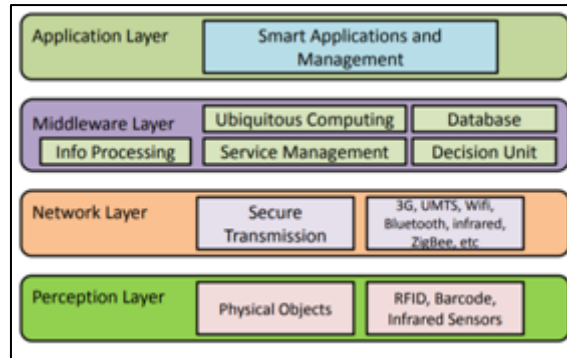 Application Layer
Smart Applications and
Management
Middleware Layer
Ubiquitous Computing
Database
Info Processing
Service Management
Decision Unit
Network Layer
Secure
Transmission
3G, UMTS, Wifi,
Bluetooth, infrared,
ZigBee, etc
Perception Layer
Physical Objects
RFID, Barcode,
Infrared Sensors